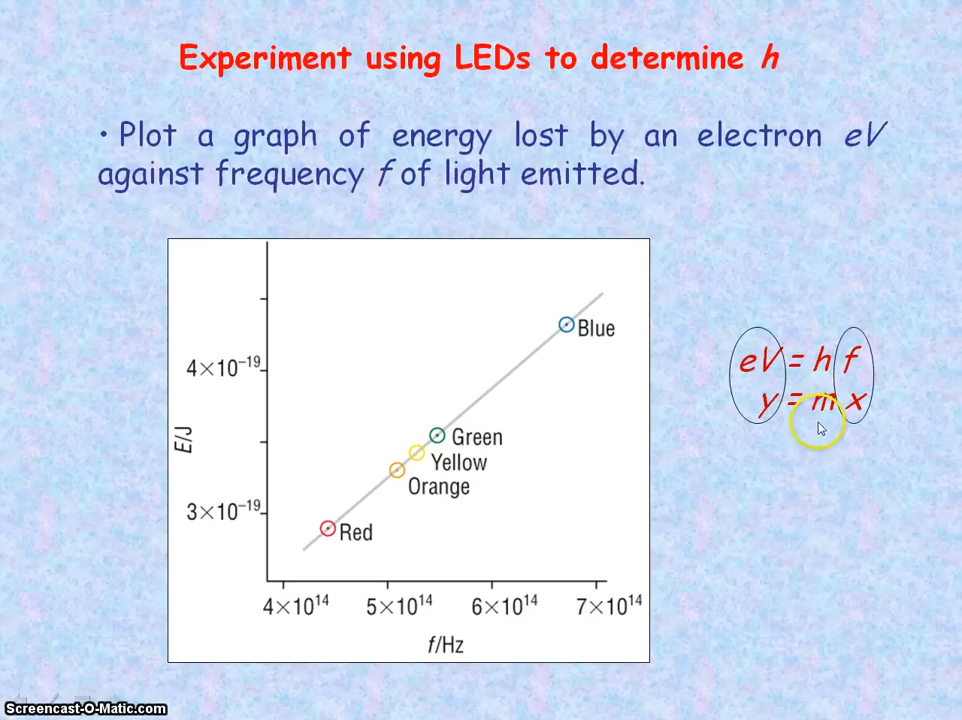 Experiment using LEDs to determine h
• Plot a graph of energy lost by an electron eV
against frequency f of light emitted.
4×10⁻¹⁹
3×10⁻¹⁹
E/J
Blue
Green
Yellow
Orange
Red
4×10¹⁴ 5×10¹⁴ 6×10¹⁴ 7×10¹⁴
f/Hz
eV = h f
y = m x
Screencast-O-Matic.com